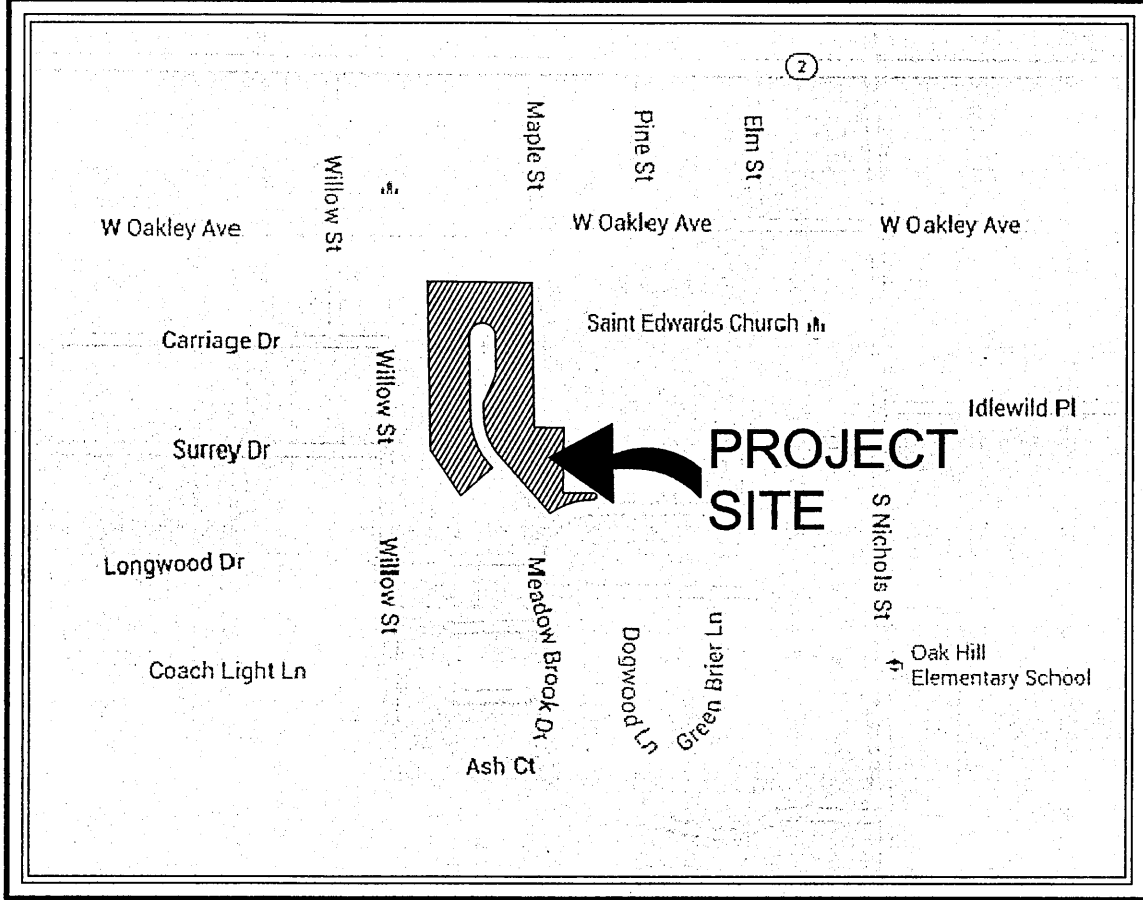 2
Maple St
Pine St
Elm St
Willow St
W Oakley Ave
W Oakley Ave
W Oakley Ave
Saint Edwards Church
Carriage Dr
Willow St
Idlewild Pl
Surrey Dr
PROJECT
SITE
S Nichols St
Longwood Dr
Willow St
Meadow Brook Dr
Dogwood Ln
Green Brier Ln
Oak Hill
Elementary School
Coach Light Ln
Ash Ct